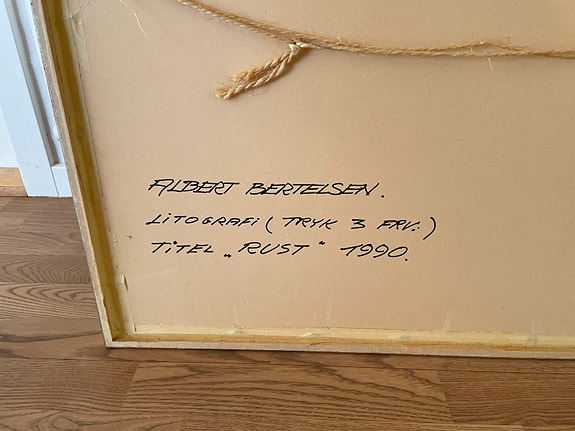 ALBERT BERTELSEN.
LITOGRAFI (TRYK 3 FRV.)
TITEL „RUST" 1990.